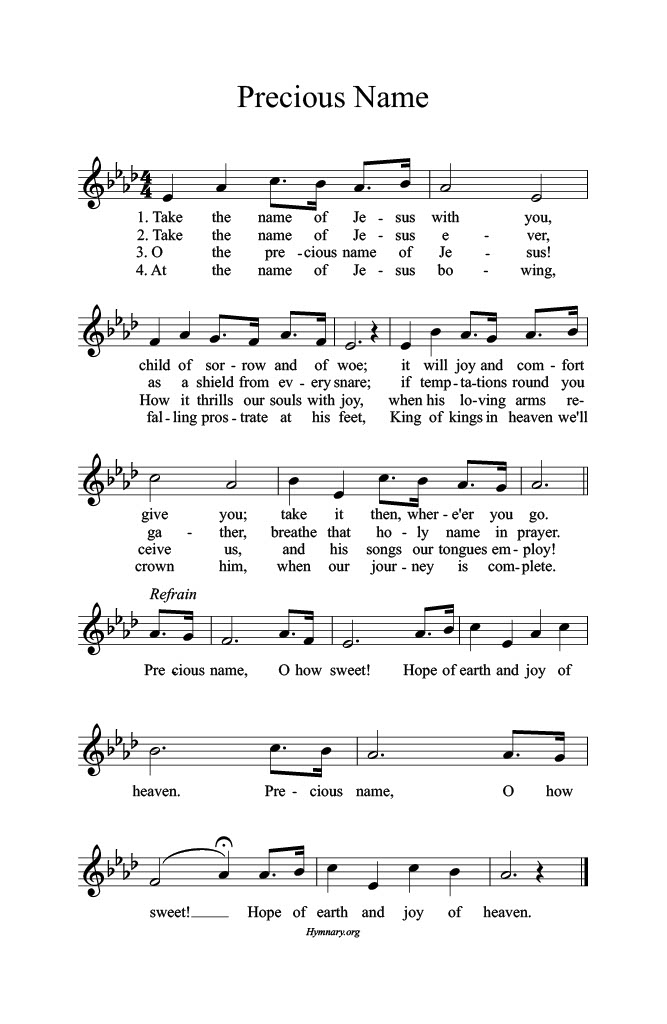 Precious Name
1. Take the name of Je - sus with you,
2. Take the name of Je - sus e - ver,
3. O the pre - cious name of Je - sus!
4. At the name of Je - sus bo - wing,
child of sor - row and of woe; it will joy and com - fort
as a shield from ev - ery snare; if temp - ta - tions round you
How it thrills our souls with joy, when his lo - ving arms re-
fal - ling pros - trate at his feet, King of kings in heaven we'll
give you; take it then, wher - e'er you go.
ga - ther, breathe that ho - ly name in prayer.
ceive us, and his songs our tongues em - ploy!
crown him, when our jour - ney is com - plete.
Refrain
Pre - cious name, O how sweet! Hope of earth and joy of
heaven. Pre - cious name, O how
sweet! Hope of earth and joy of heaven.
Hymnary.org